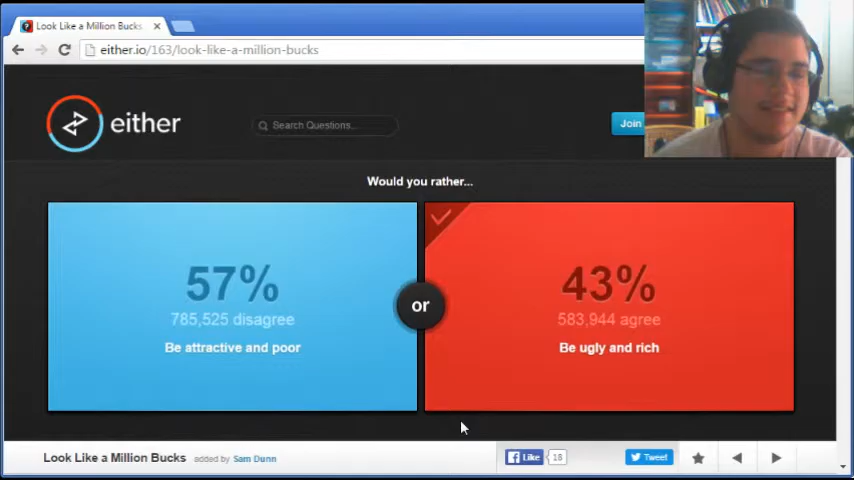 Look Like a Million Bucks
either.io/163/look-like-a-million-bucks
either
Search Questions...
Join
Would you rather...
57%
785,525 disagree
Be attractive and poor
or
43%
583,944 agree
Be ugly and rich
Look Like a Million Bucks added by Sam Dunn
Like 18
Tweet